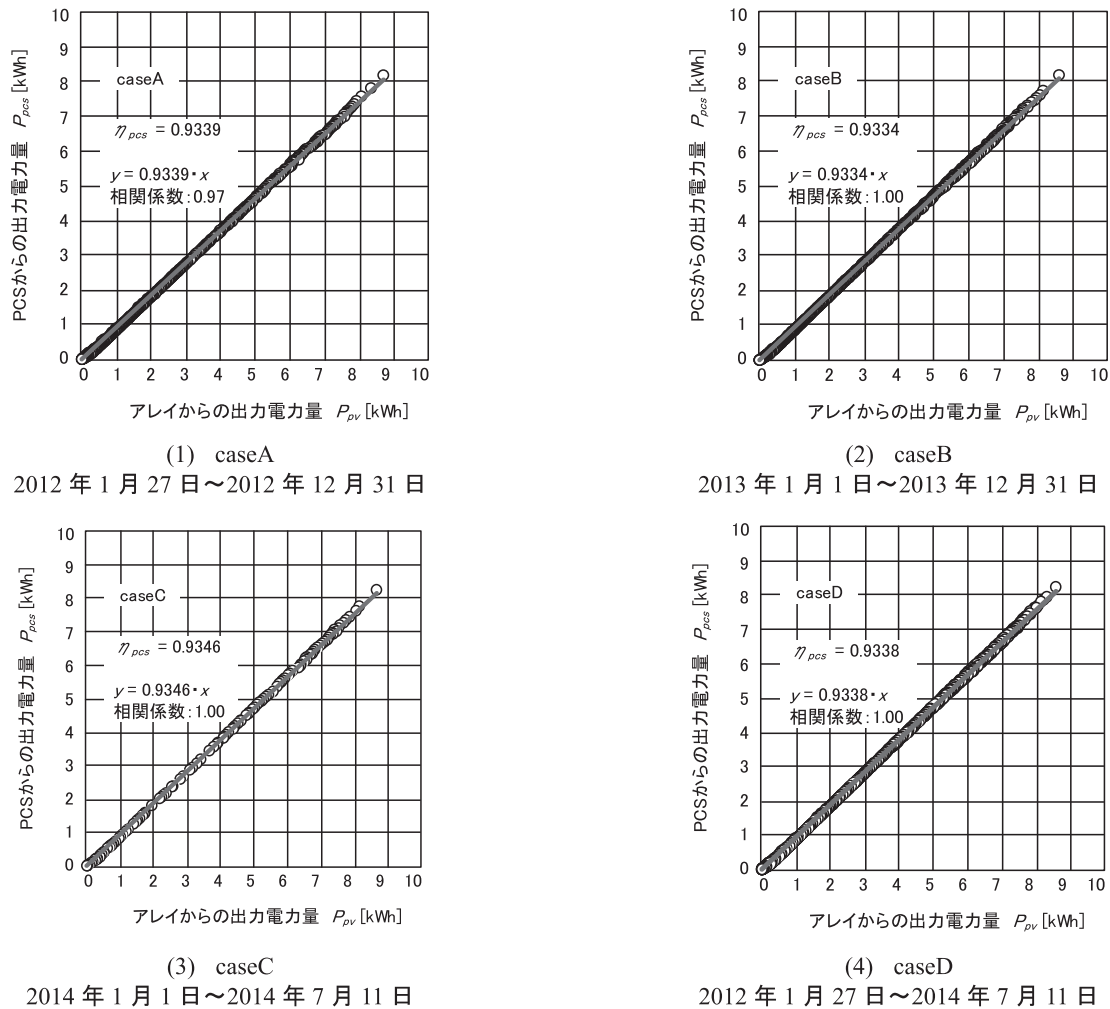 10
9
8
7
6
5
4
3
2
1
0
PCSからの出力電力量 Ppcs [kWh]
caseA
ηpcs = 0.9339
y = 0.9339・x
相関係数:0.97
0 1 2 3 4 5 6 7 8 9 10
アレイからの出力電力量 Ppv [kWh]
(1) caseA
2012 年 1 月 27 日～2012 年 12 月 31 日
10
9
8
7
6
5
4
3
2
1
0
PCSからの出力電力量 Ppcs [kWh]
caseB
ηpcs = 0.9334
y = 0.9334・x
相関係数:1.00
0 1 2 3 4 5 6 7 8 9 10
アレイからの出力電力量 Ppv [kWh]
(2) caseB
2013 年 1 月 1 日～2013 年 12 月 31 日
10
9
8
7
6
5
4
3
2
1
0
PCSからの出力電力量 Ppcs [kWh]
caseC
ηpcs = 0.9346
y = 0.9346・x
相関係数:1.00
0 1 2 3 4 5 6 7 8 9 10
アレイからの出力電力量 Ppv [kWh]
(3) caseC
2014 年 1 月 1 日～2014 年 7 月 11 日
10
9
8
7
6
5
4
3
2
1
0
PCSからの出力電力量 Ppcs [kWh]
caseD
ηpcs = 0.9338
y = 0.9338・x
相関係数:1.00
0 1 2 3 4 5 6 7 8 9 10
アレイからの出力電力量 Ppv [kWh]
(4) caseD
2012 年 1 月 27 日～2014 年 7 月 11 日